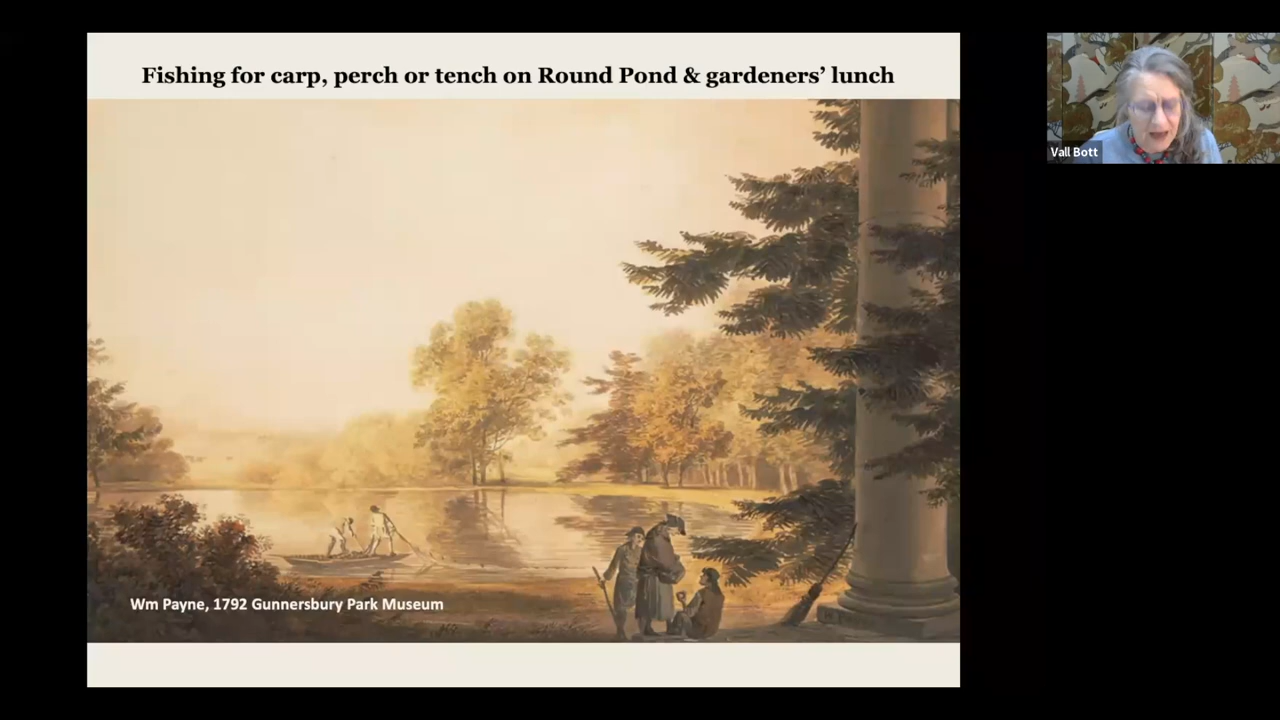 Fishing for carp, perch or tench on Round Pond & gardeners’ lunch
Vall Bott
Wm Payne, 1792 Gunnersbury Park Museum